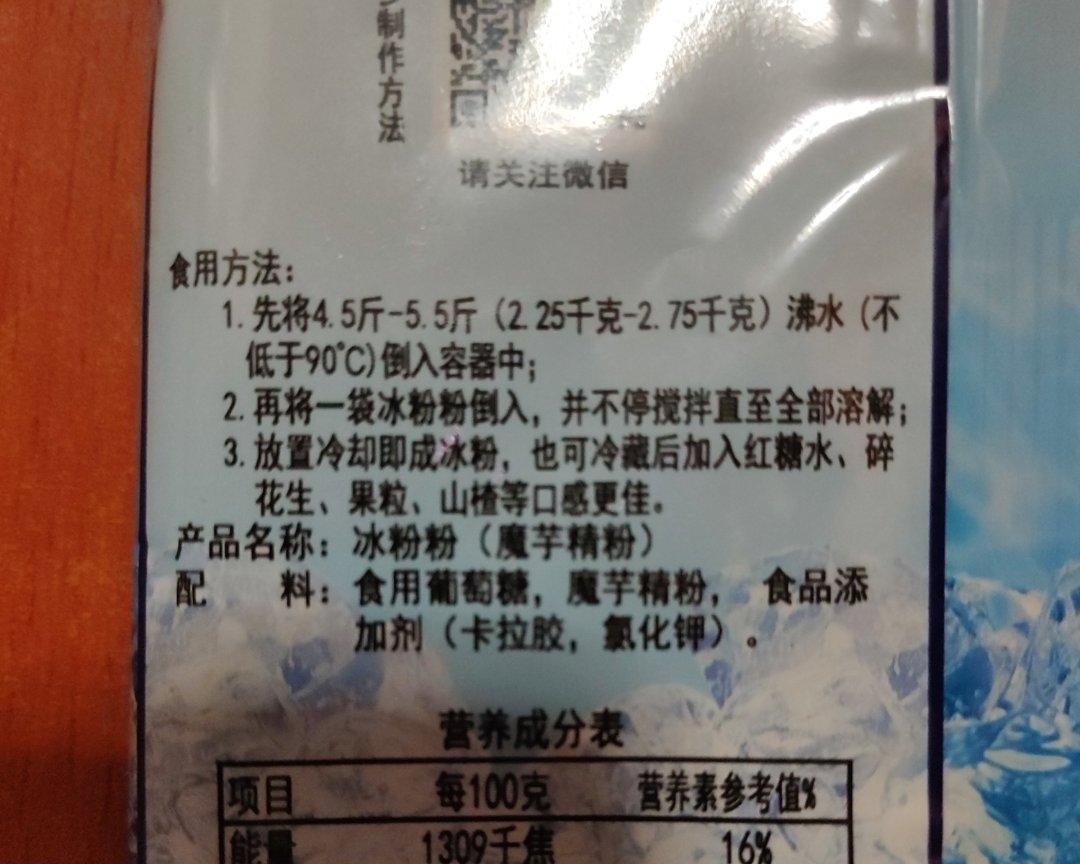 制作方法
请关注微信
食用方法：
1. 先将4.5斤-5.5斤（2.25千克-2.75千克）沸水（不
低于90℃）倒入容器中；
2. 再将一袋冰粉粉倒入，并不停搅拌直至全部溶解；
3. 放置冷却即成冰粉，也可冷藏后加入红糖水、碎
花生、果粒、山楂等口感更佳。
产品名称：冰粉粉（魔芋精粉）
配 料：食用葡萄糖，魔芋精粉， 食品添
加剂（卡拉胶，氯化钾）。
营养成分表
项目 每100克 营养素参考值%
能量 1309千焦 16%